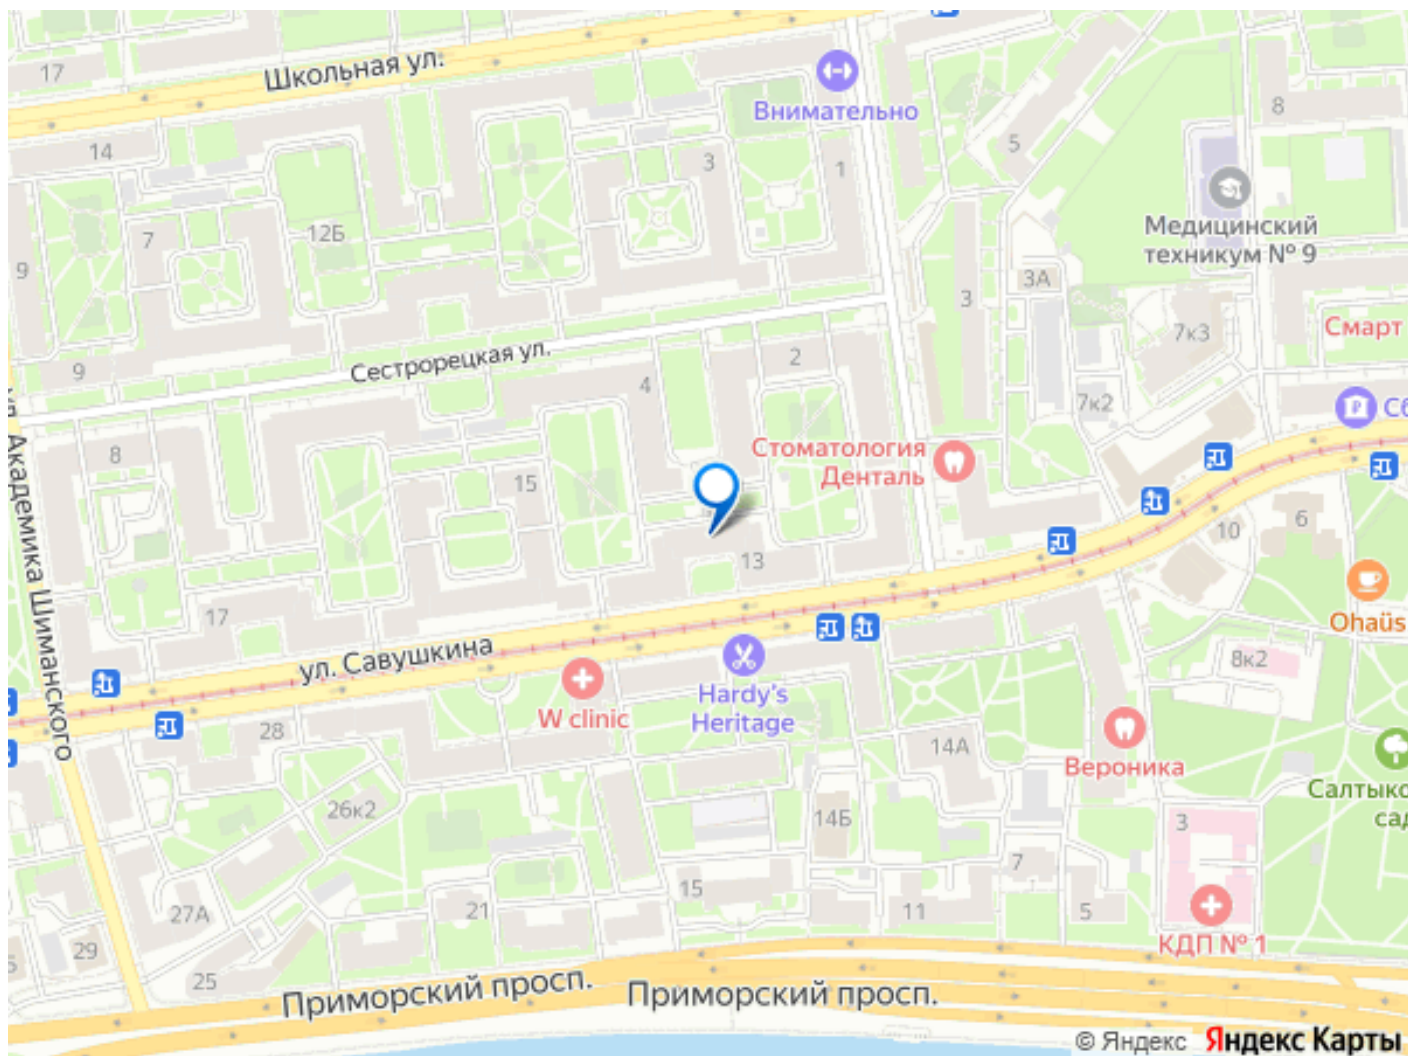 17
Школьная ул.
Внимательно
8
14
3
1
5
Медицинский
техникум № 9
7
12Б
9
3А
3
7к3
Смарт
2
Сестрорецкая ул.
9
4
7к2
8
Стоматология
Денталь
15
ул. Академика Шиманского
13
10
6
17
Ohaüs
ул. Савушкина
8к2
W clinic
Hardy's
Heritage
28
14А
Вероника
26к2
14Б
3
7
15
27А
21
11
5
29
КДП № 1
25
Приморский просп.
Приморский просп.
© Яндекс Яндекс Карты